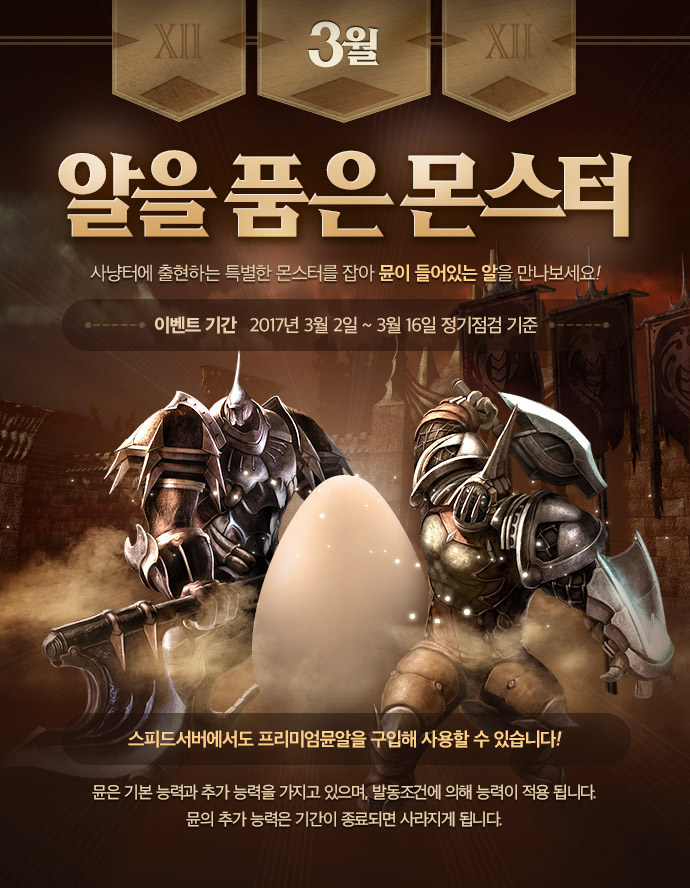 XII
3월
XII
알을 품은 몬스터
사냥터에 출현하는 특별한 몬스터를 잡아 뮨이 들어있는 알을 만나보세요!
이벤트 기간 2017년 3월 2일 ~ 3월 16일 정기점검 기준
스피드서버에서도 프리미엄뮨알을 구입해 사용할 수 있습니다!
뮨은 기본 능력과 추가 능력을 가지고 있으며, 발동조건에 의해 능력이 적용 됩니다.
뮨의 추가 능력은 기간이 종료되면 사라지게 됩니다.